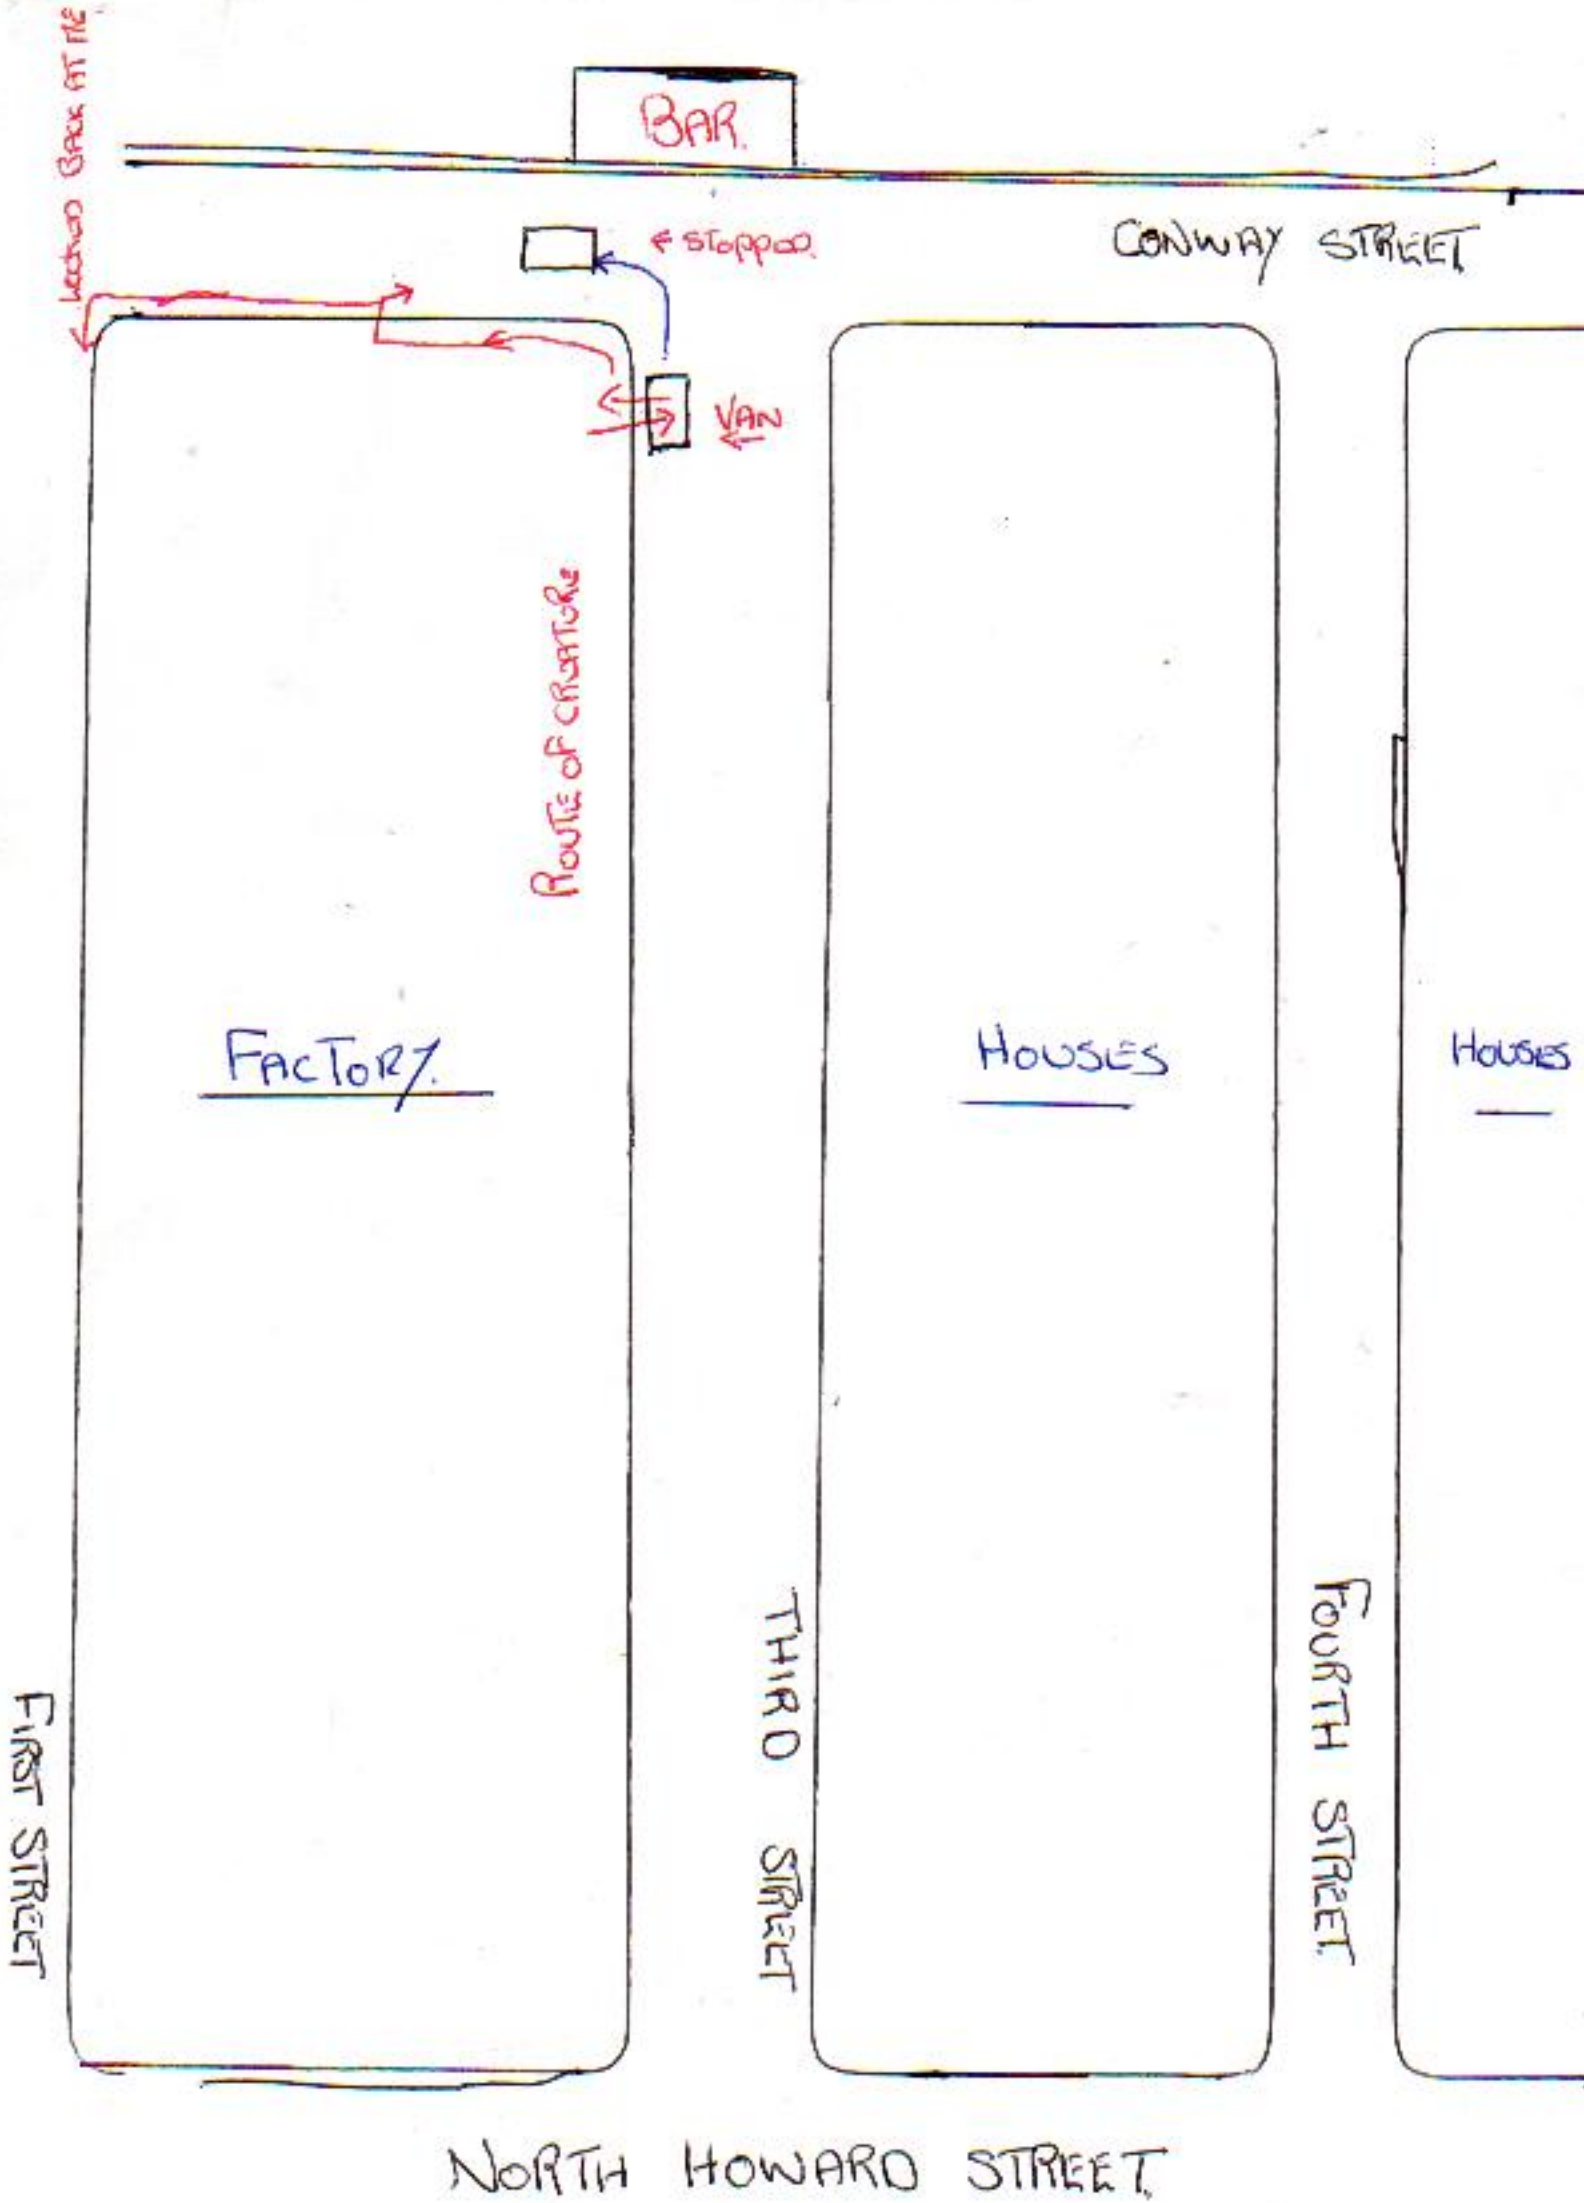 LOOKED BACK AT ME
BAR.
← STOPPED.
CONWAY STREET
VAN
ROUTE OF CREATURE
FACTORY.
HOUSES
HOUSES
FIRST STREET
THIRD STREET
FOURTH STREET.
NORTH HOWARD STREET.